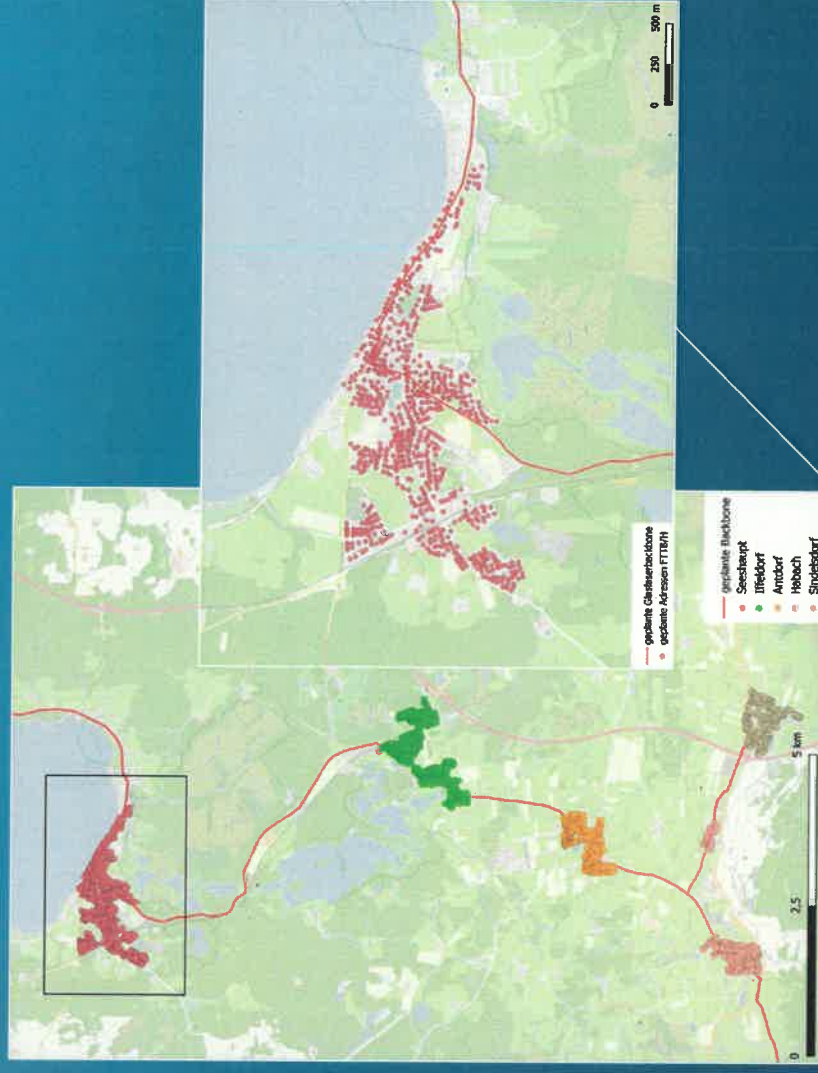 0 250 500 m
geplante Glasfaserbackbone
geplante Adressen FTTB/H
geplante Backbone
Seeshaupt
Iffeldorf
Antdorf
Habach
Sindelsdorf
0 2,5 5 km